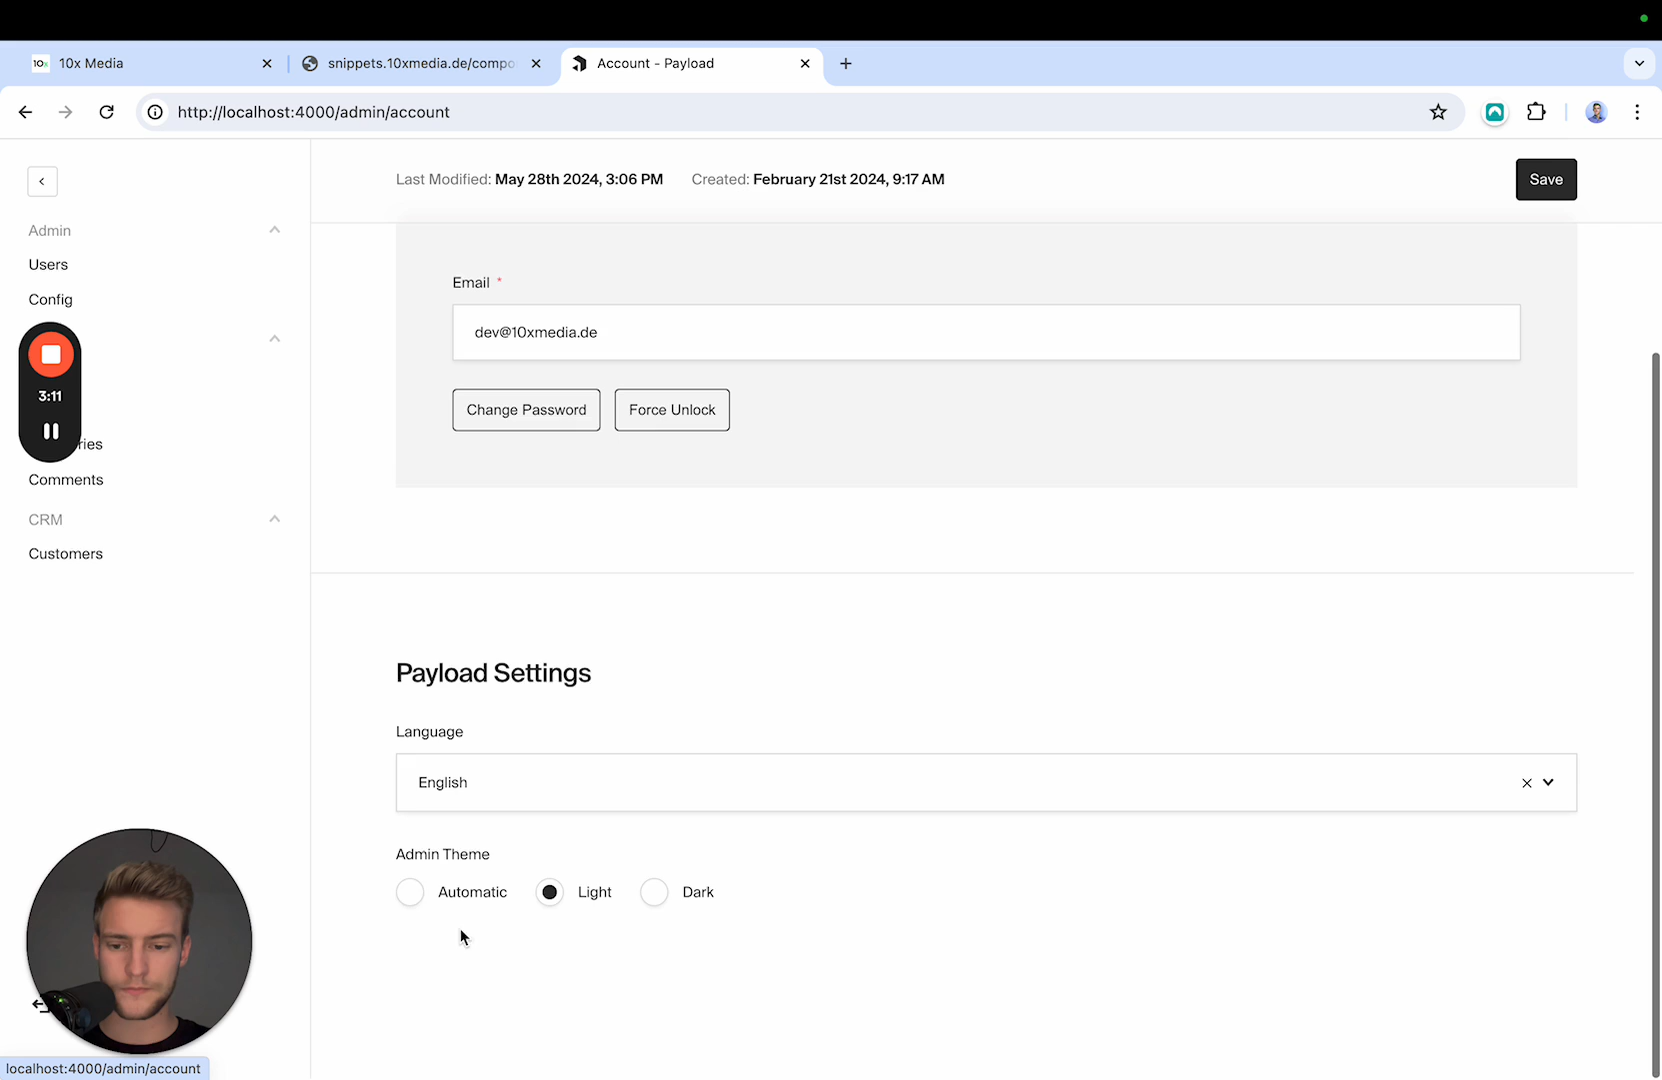 10x Media
snippets.10xmedia.de/compo
Account - Payload
http://localhost:4000/admin/account
Last Modified: May 28th 2024, 3:06 PM
Created: February 21st 2024, 9:17 AM
Save
Admin
Users
Config
3:11
ries
Comments
CRM
Customers
Email *
dev@10xmedia.de
Change Password
Force Unlock
Payload Settings
Language
English
Admin Theme
Automatic
Light
Dark
localhost:4000/admin/account